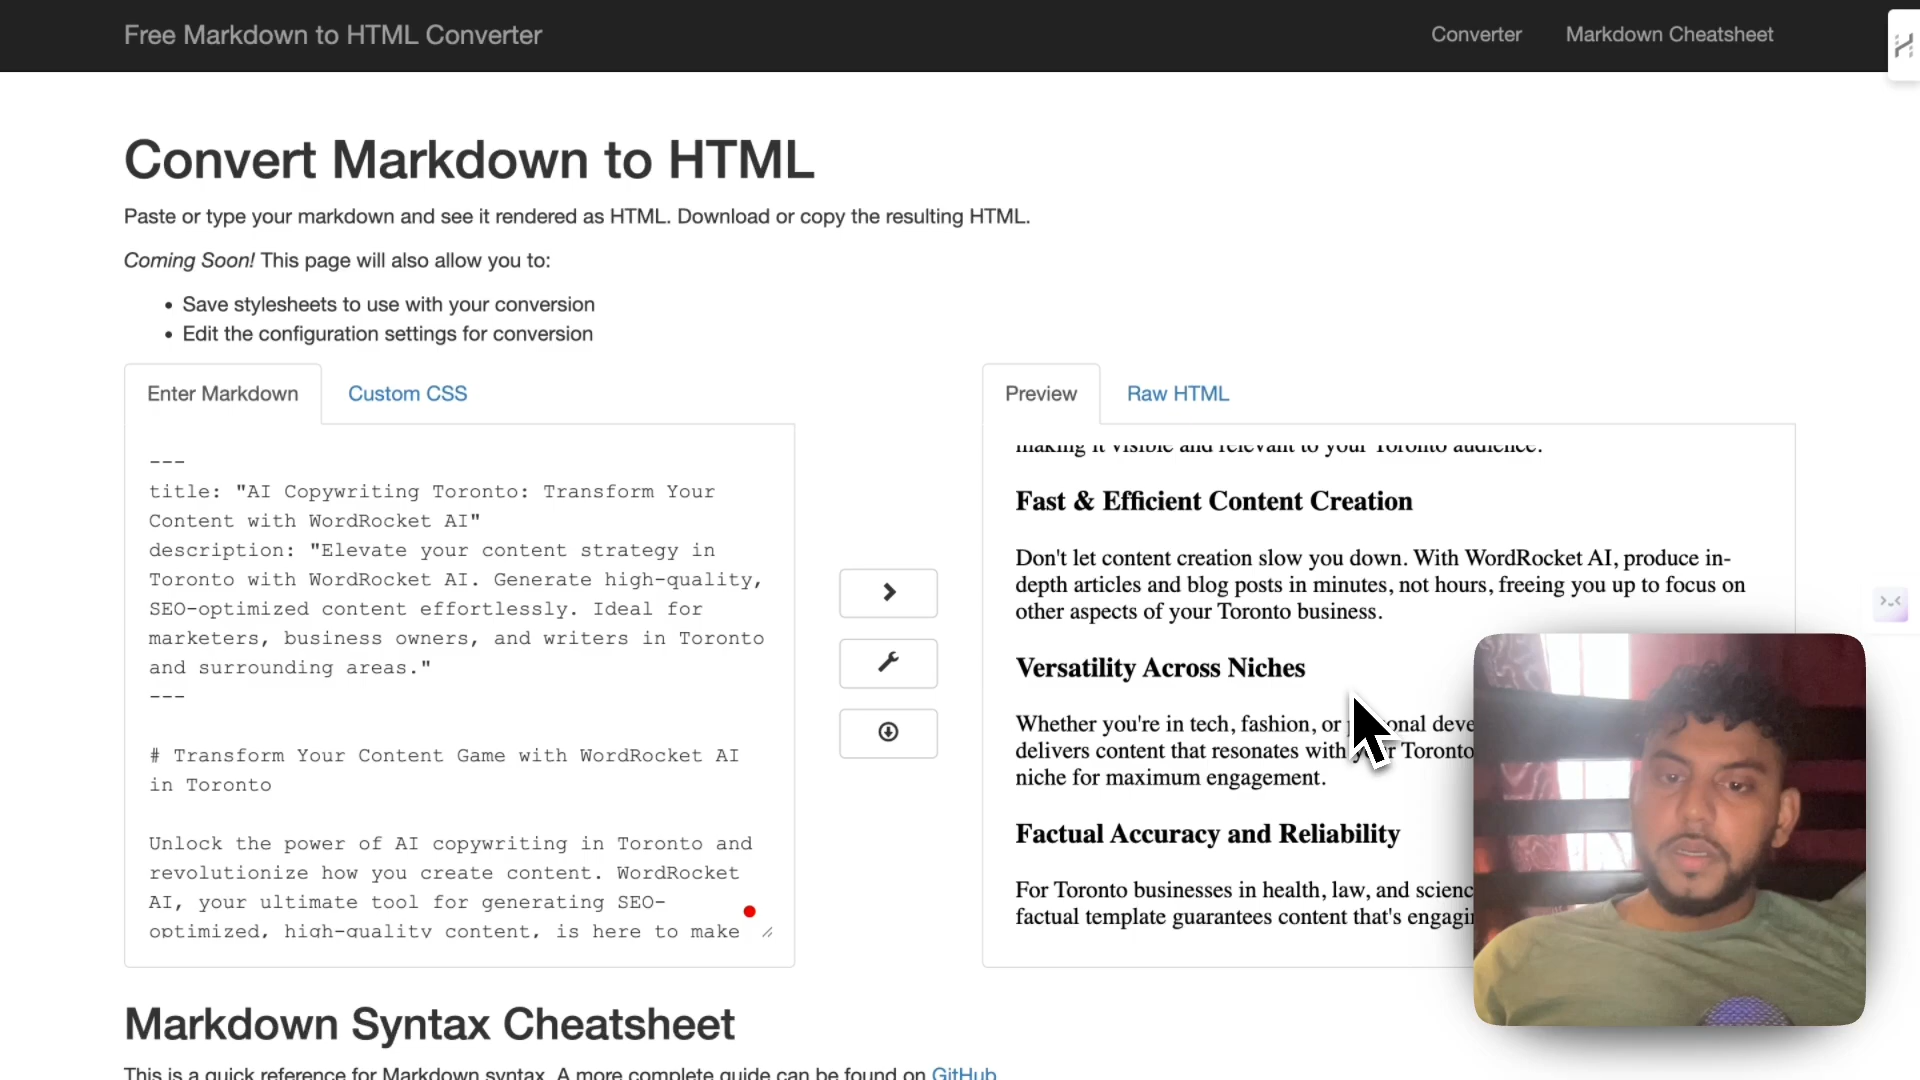 Free Markdown to HTML Converter
Converter
Markdown Cheatsheet
Convert Markdown to HTML
Paste or type your markdown and see it rendered as HTML. Download or copy the resulting HTML.
Coming Soon! This page will also allow you to:
• Save stylesheets to use with your conversion
• Edit the configuration settings for conversion
Enter Markdown
Custom CSS
---
title: "AI Copywriting Toronto: Transform Your
Content with WordRocket AI"
description: "Elevate your content strategy in
Toronto with WordRocket AI. Generate high-quality,
SEO-optimized content effortlessly. Ideal for
marketers, business owners, and writers in Toronto
and surrounding areas."
---
# Transform Your Content Game with WordRocket AI
in Toronto
Unlock the power of AI copywriting in Toronto and
revolutionize how you create content. WordRocket
AI, your ultimate tool for generating SEO-
optimized, high-quality content, is here to make
Preview
Raw HTML
making it visible and relevant to your Toronto audience.
Fast & Efficient Content Creation
Don't let content creation slow you down. With WordRocket AI, produce in-
depth articles and blog posts in minutes, not hours, freeing you up to focus on
other aspects of your Toronto business.
Versatility Across Niches
Whether you're in tech, fashion, or
delivers content that resonates with Toronto
niche for maximum engagement.
Factual Accuracy and Reliability
For Toronto businesses in health, law, and
factual template guarantees content that's
Markdown Syntax Cheatsheet
This is a quick reference for Markdown syntax. A more complete guide can be found on GitHub